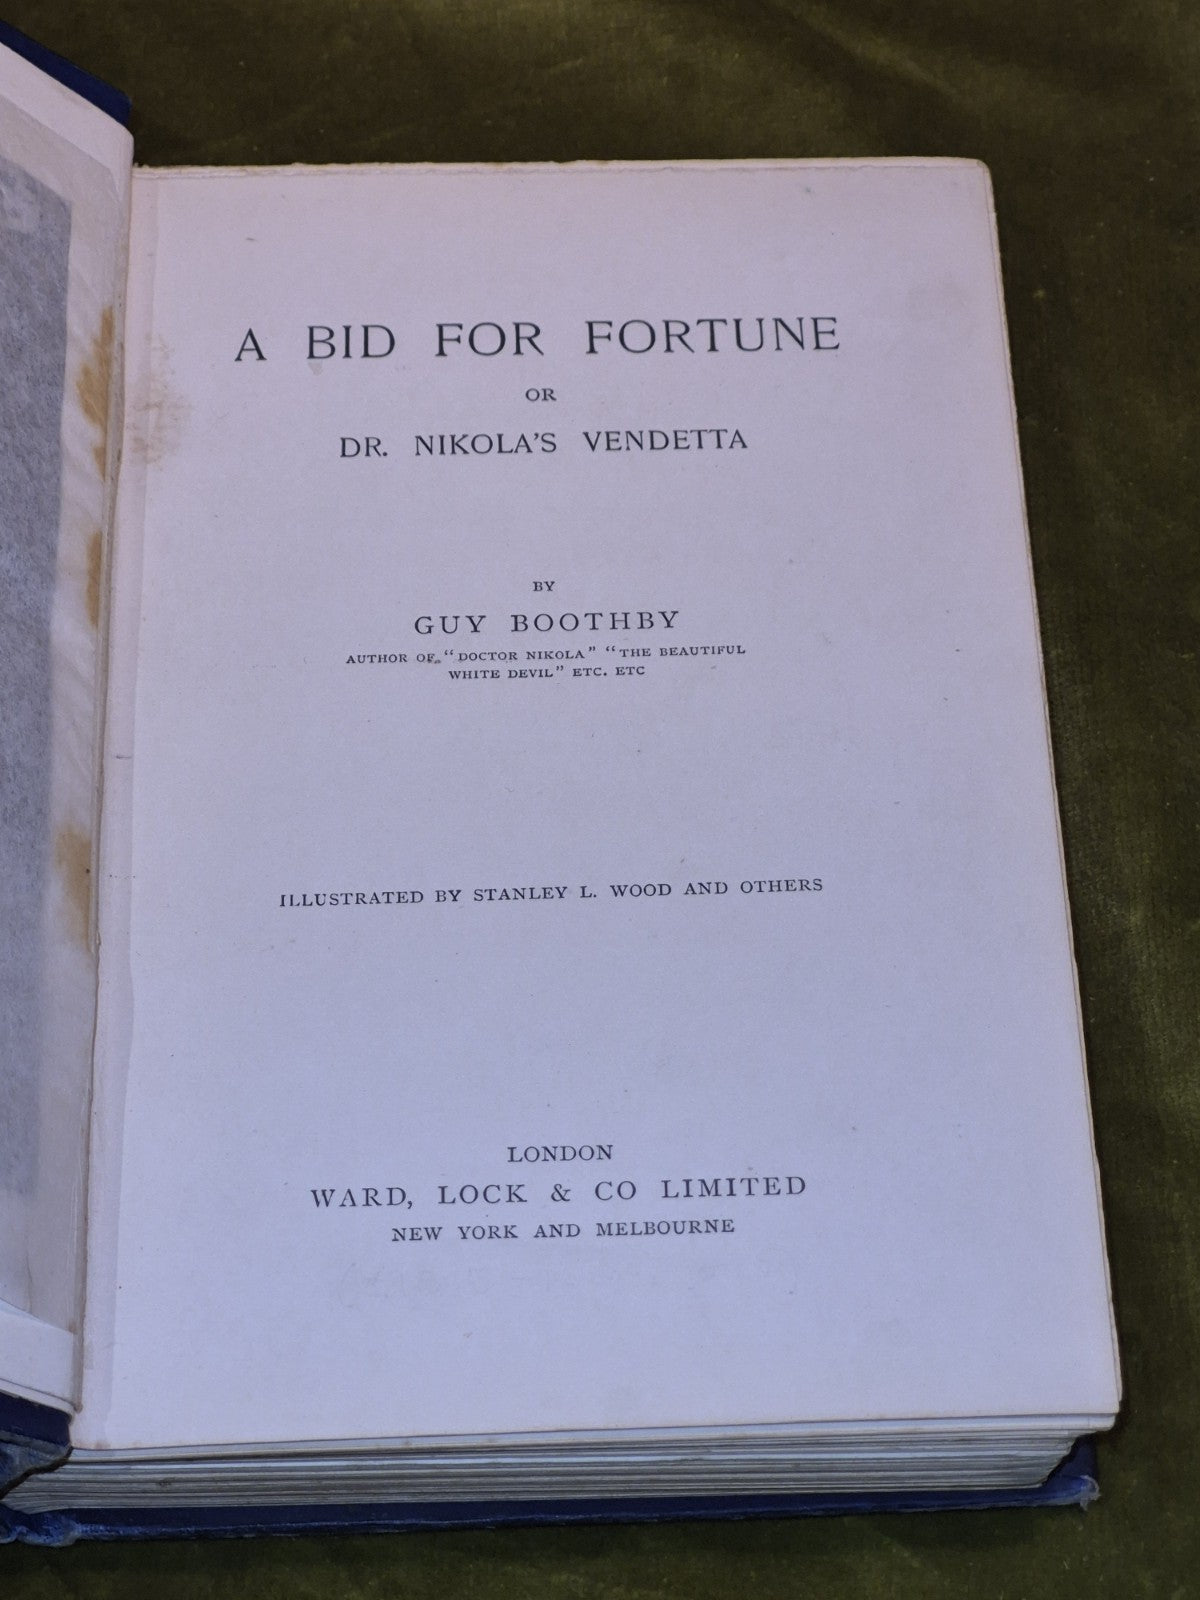 A BID FOR FORTUNE
OR
DR. NIKOLA'S VENDETTA
BY
GUY BOOTHBY
AUTHOR OF "DOCTOR NIKOLA" "THE BEAUTIFUL
WHITE DEVIL" ETC. ETC
ILLUSTRATED BY STANLEY L. WOOD AND OTHERS
LONDON
WARD, LOCK & CO LIMITED
NEW YORK AND MELBOURNE